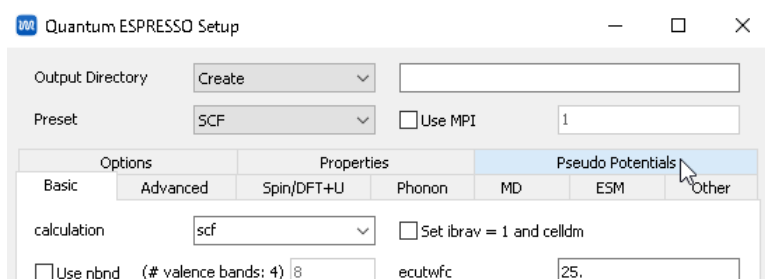 Quantum ESPRESSO Setup
Output Directory Create
Preset SCF Use MPI 1
Options Properties Pseudo Potentials
Basic Advanced Spin/DFT+U Phonon MD ESM Other
calculation scf Set ibrav = 1 and celldm
Use nbnd (# valence bands: 4) 8 ecutwfc 25.